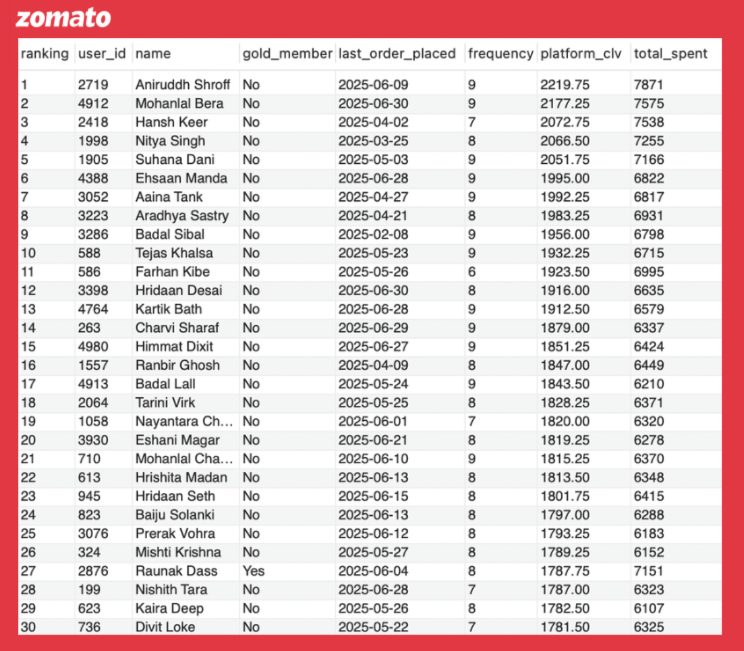 zomato
ranking user_id name gold_member last_order_placed frequency platform_clv total_spent
1 2719 Aniruddh Shroff No 2025-06-09 9 2219.75 7871
2 4912 Mohanlal Bera No 2025-06-30 9 2177.25 7575
3 2418 Hansh Keer No 2025-04-02 7 2072.75 7538
4 1998 Nitya Singh No 2025-03-25 8 2066.50 7255
5 1905 Suhana Dani No 2025-05-03 9 2051.75 7166
6 4388 Ehsaan Manda No 2025-06-28 9 1995.00 6822
7 3052 Aaina Tank No 2025-04-27 9 1992.25 6817
8 3223 Aradhya Sastry No 2025-04-21 8 1983.25 6931
9 3286 Badal Sibal No 2025-02-08 9 1956.00 6798
10 588 Tejas Khalsa No 2025-05-23 9 1932.25 6715
11 586 Farhan Kibe No 2025-05-26 6 1923.50 6995
12 3398 Hridaan Desai No 2025-06-30 8 1916.00 6635
13 4764 Kartik Bath No 2025-06-28 9 1912.50 6579
14 263 Charvi Sharaf No 2025-06-29 9 1879.00 6337
15 4980 Himmat Dixit No 2025-06-27 9 1851.25 6424
16 1557 Ranbir Ghosh No 2025-04-09 8 1847.00 6449
17 4913 Badal Lall No 2025-05-24 9 1843.50 6210
18 2064 Tarini Virk No 2025-05-25 8 1828.25 6371
19 1058 Nayantara Ch... No 2025-06-01 7 1820.00 6320
20 3930 Eshani Magar No 2025-06-21 8 1819.25 6278
21 710 Mohanlal Cha... No 2025-06-10 9 1815.25 6370
22 613 Hrishita Madan No 2025-06-13 8 1813.50 6348
23 945 Hridaan Seth No 2025-06-15 8 1801.75 6415
24 823 Baiju Solanki No 2025-06-13 8 1797.00 6288
25 3076 Prerak Vohra No 2025-06-12 8 1793.25 6183
26 324 Mishti Krishna No 2025-05-27 8 1789.25 6152
27 2876 Raunak Dass Yes 2025-06-04 8 1787.75 7151
28 199 Nishith Tara No 2025-06-28 7 1787.00 6323
29 623 Kaira Deep No 2025-05-26 8 1782.50 6107
30 736 Divit Loke No 2025-05-22 7 1781.50 6325